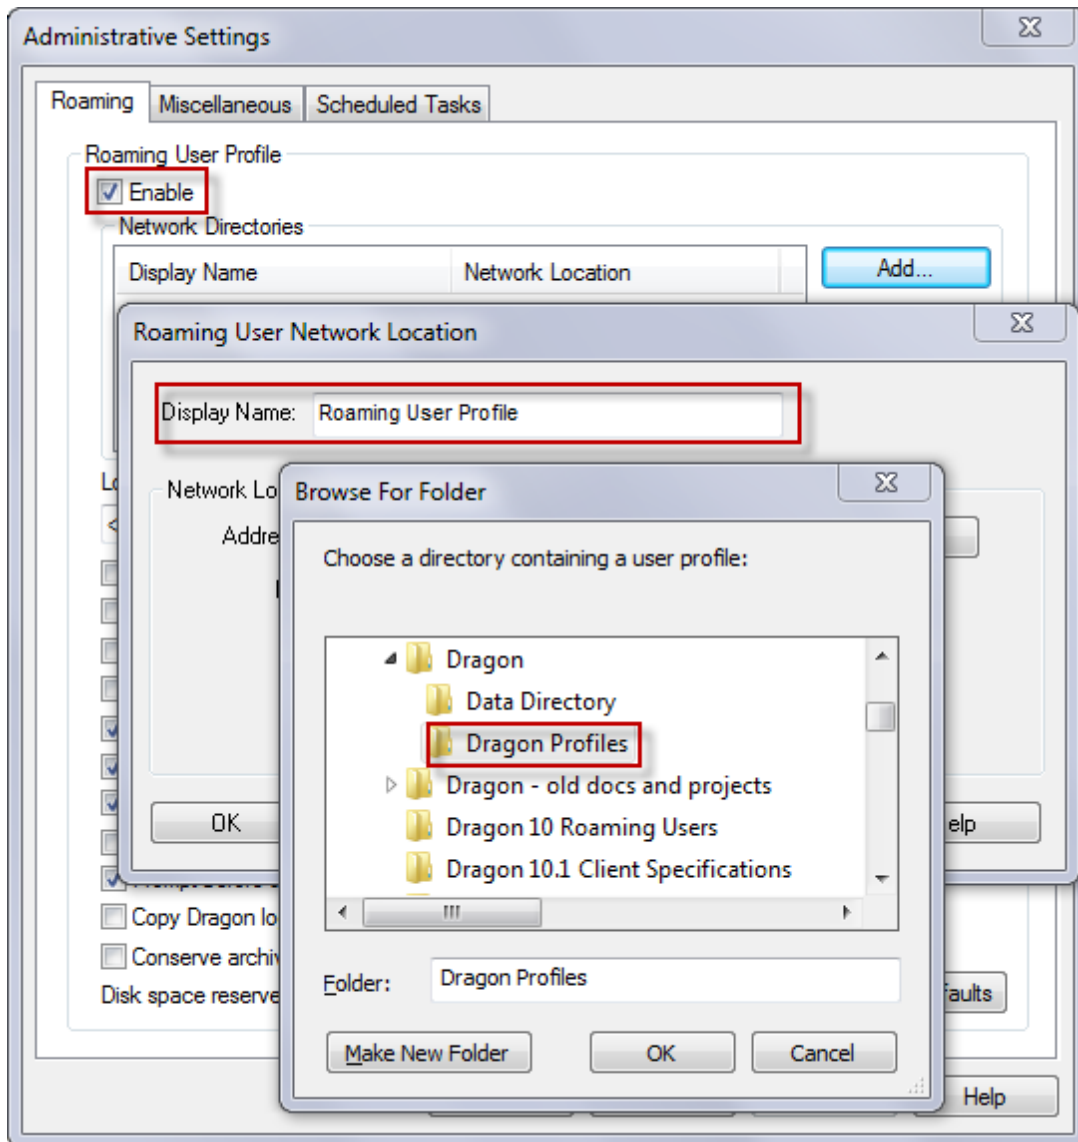 Administrative Settings
Roaming Miscellaneous Scheduled Tasks
Roaming User Profile
Enable
Network Directories
Display Name Network Location Add...
Roaming User Network Location
Display Name: Roaming User Profile
Network Lo
Addre
Browse For Folder
Choose a directory containing a user profile:
Dragon
Data Directory
Dragon Profiles
Dragon - old docs and projects
Dragon 10 Roaming Users
Dragon 10.1 Client Specifications
OK elp
Copy Dragon lo
Conserve archiv
Disk space reserve
Folder: Dragon Profiles
faults
Make New Folder OK Cancel
Help